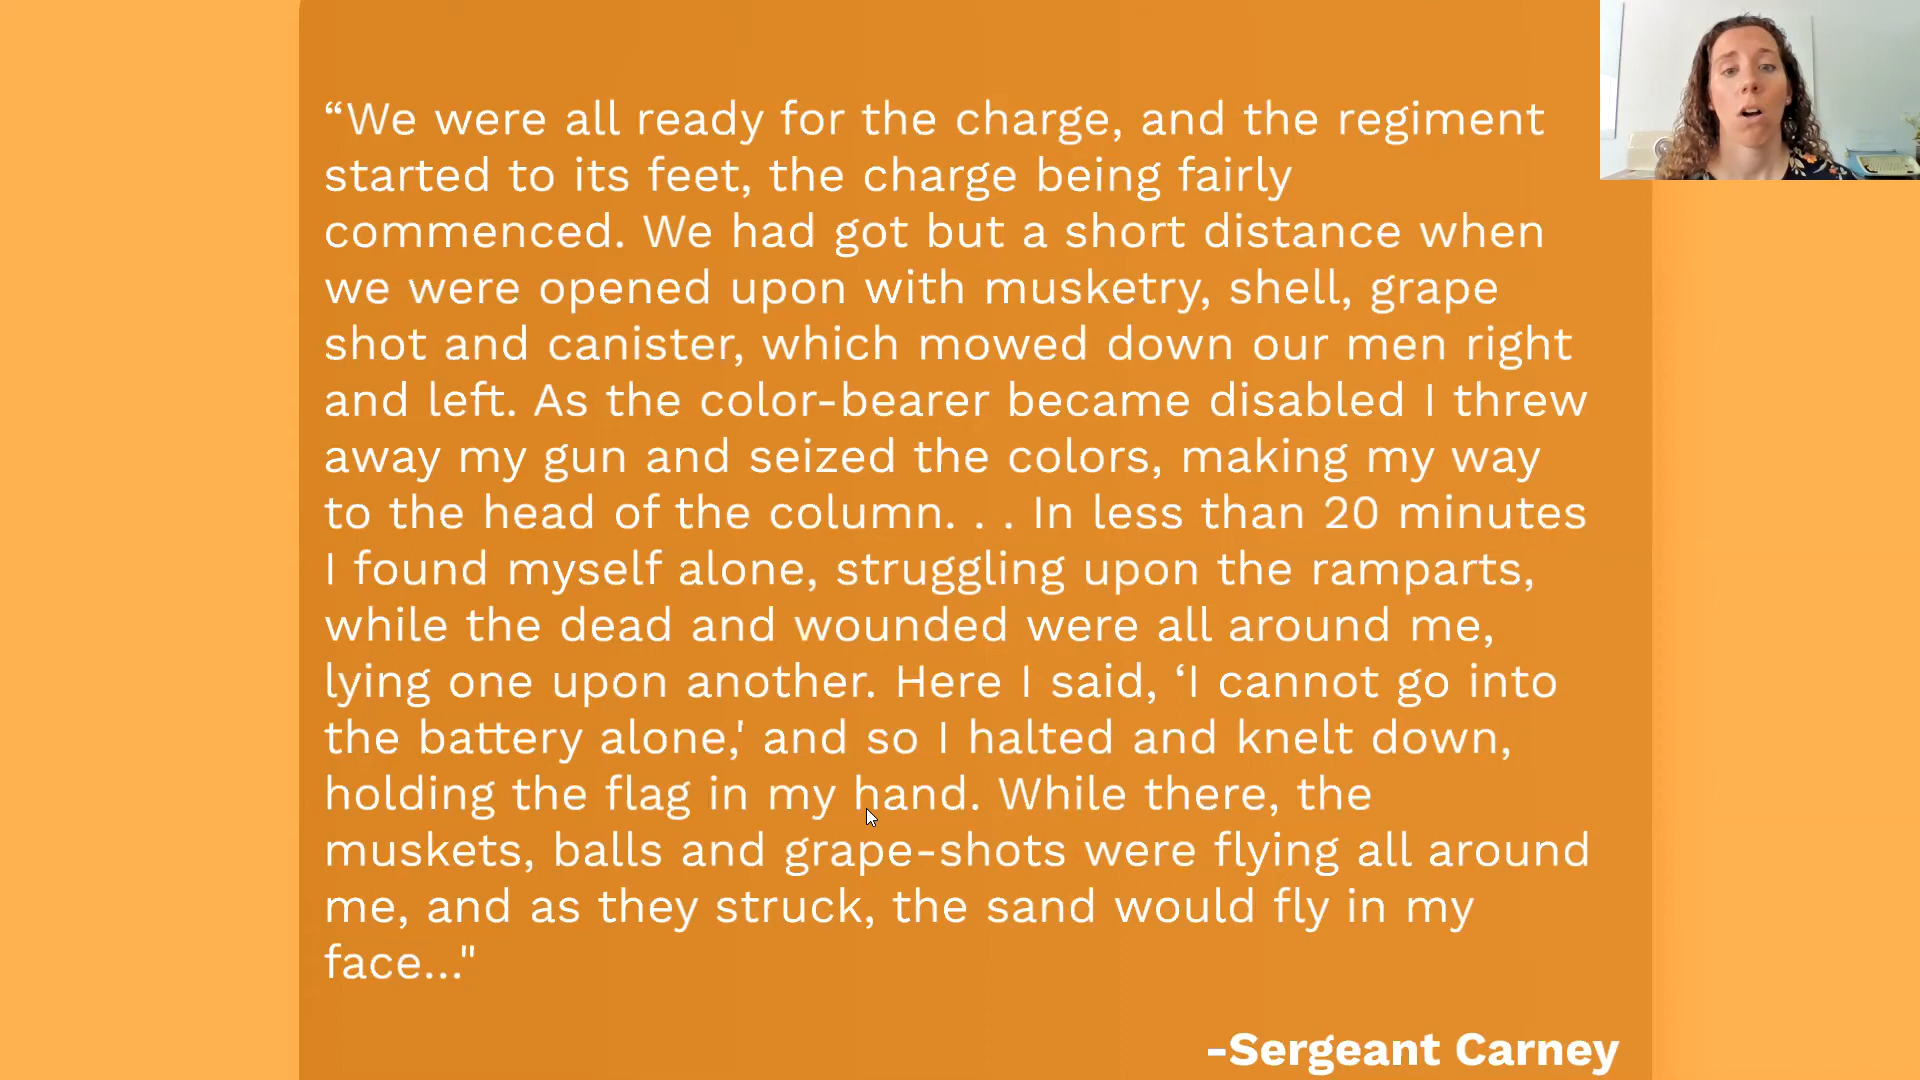 “We were all ready for the charge, and the regiment
started to its feet, the charge being fairly
commenced. We had got but a short distance when
we were opened upon with musketry, shell, grape
shot and canister, which mowed down our men right
and left. As the color-bearer became disabled I threw
away my gun and seized the colors, making my way
to the head of the column. . . In less than 20 minutes
I found myself alone, struggling upon the ramparts,
while the dead and wounded were all around me,
lying one upon another. Here I said, ‘I cannot go into
the battery alone,' and so I halted and knelt down,
holding the flag in my hand. While there, the
muskets, balls and grape-shots were flying all around
me, and as they struck, the sand would fly in my
face..."
-Sergeant Carney